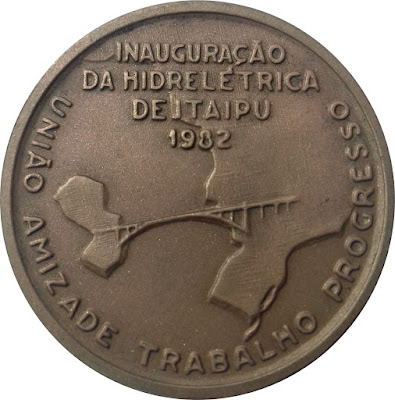 INAUGURAÇÃO
DA HIDRELÉTRICA
DE ITAIPU
1982
UNIÃO AMIZADE TRABALHO PROGRESSO